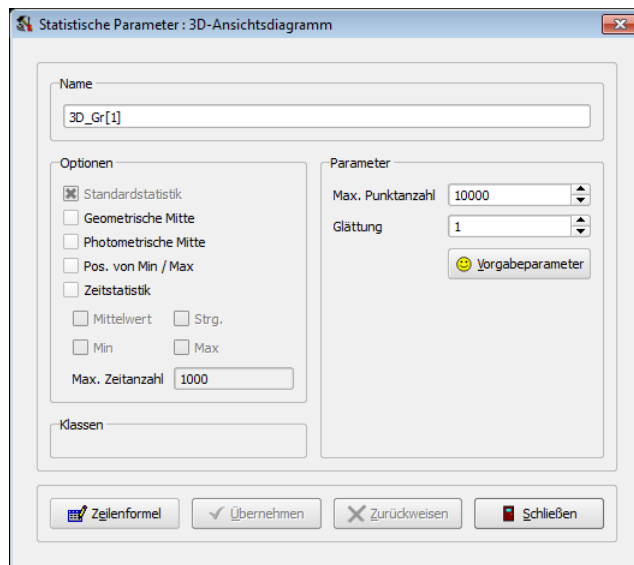 Statistische Parameter : 3D-Ansichtsdiagramm
Name
3D_Gr[1]
Optionen
Standardstatistik
Geometrische Mitte
Photometrische Mitte
Pos. von Min / Max
Zeitstatistik
Mittelwert Strg.
Min Max
Max. Zeitanzahl 1000
Klassen
Parameter
Max. Punktanzahl 10000
Glättung 1
Vorgabeparameter
Zeilenformel Übernehmen Zurückweisen Schließen